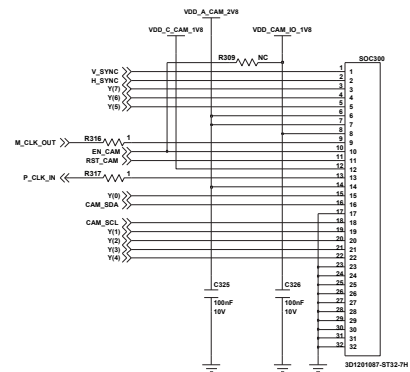 VDD_A_CAM_2V8
VDD_C_CAM_1V8 VDD_CAM_IO_1V8
R309 NC SOC300
V_SYNC 1 1
H_SYNC 2 2
Y(7) 3 3
Y(6) 4 4
Y(5) 5 5
6 6
7 7
8 8
M_CLK_OUT R316 1 9 9
EN_CAM 10 10
RST_CAM 11 11
12 12
P_CLK_IN R317 1 13 13
14 14
Y(0) 15 15
CAM_SDA 16 16
17 17
CAM_SCL 18 18
Y(1) 19 19
Y(2) 20 20
Y(3) 21 21
Y(4) 22 22
23 23
24 24
25 25
26 26
27 27
28 28
29 29
30 30
31 31
32 32
C325 C326
100nF 100nF
10V 10V
3D1201087-ST32-7H